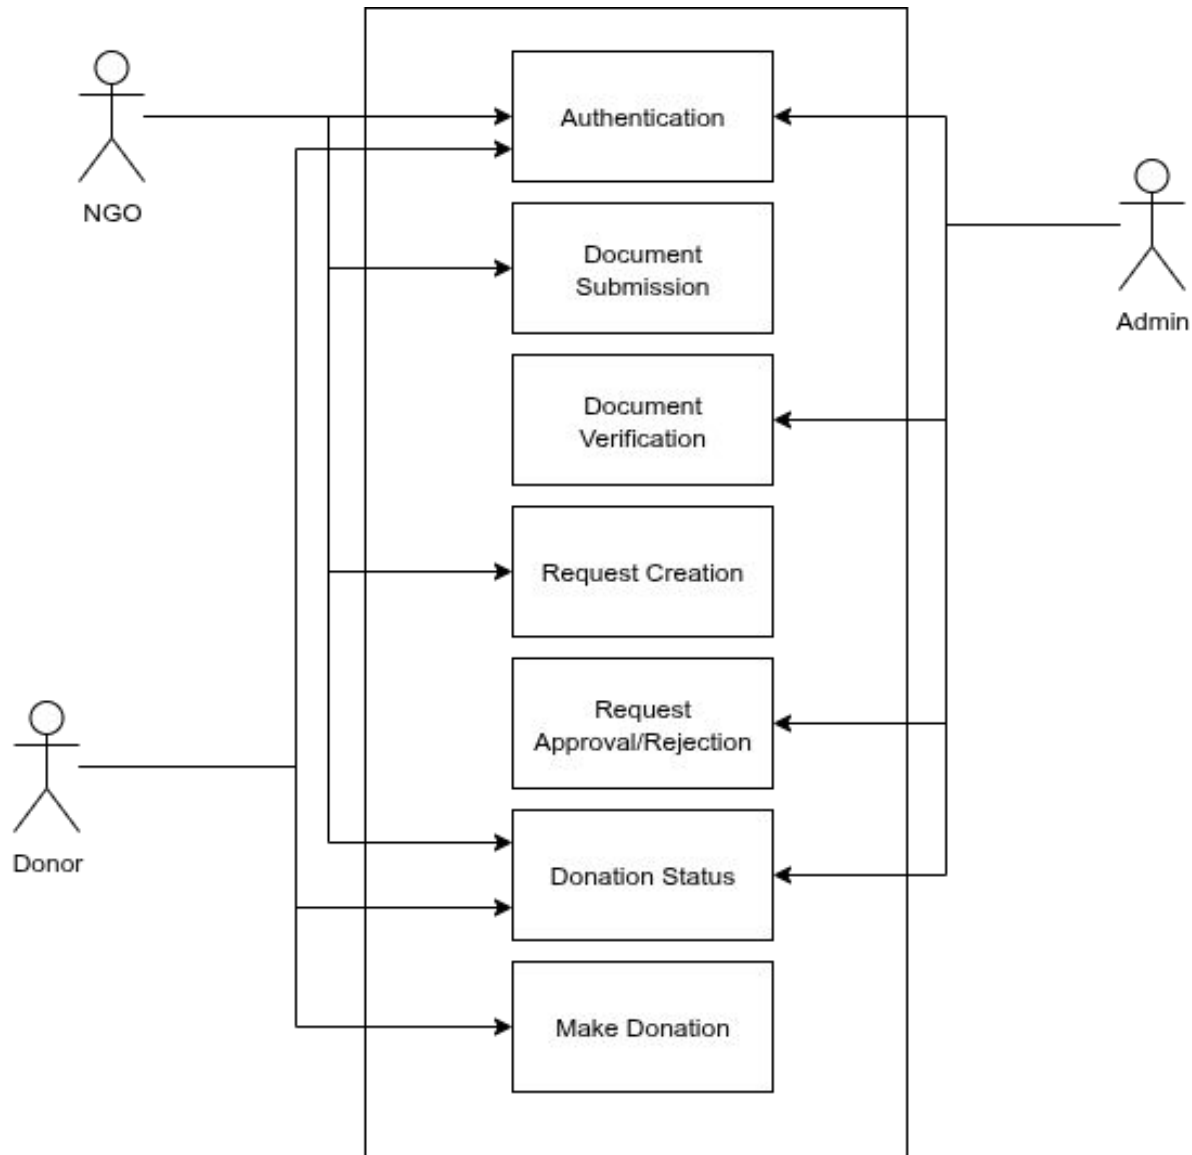 Authentication
NGO
Document
Submission
Admin
Document
Verification
Request Creation
Request
Approval/Rejection
Donor
Donation Status
Make Donation